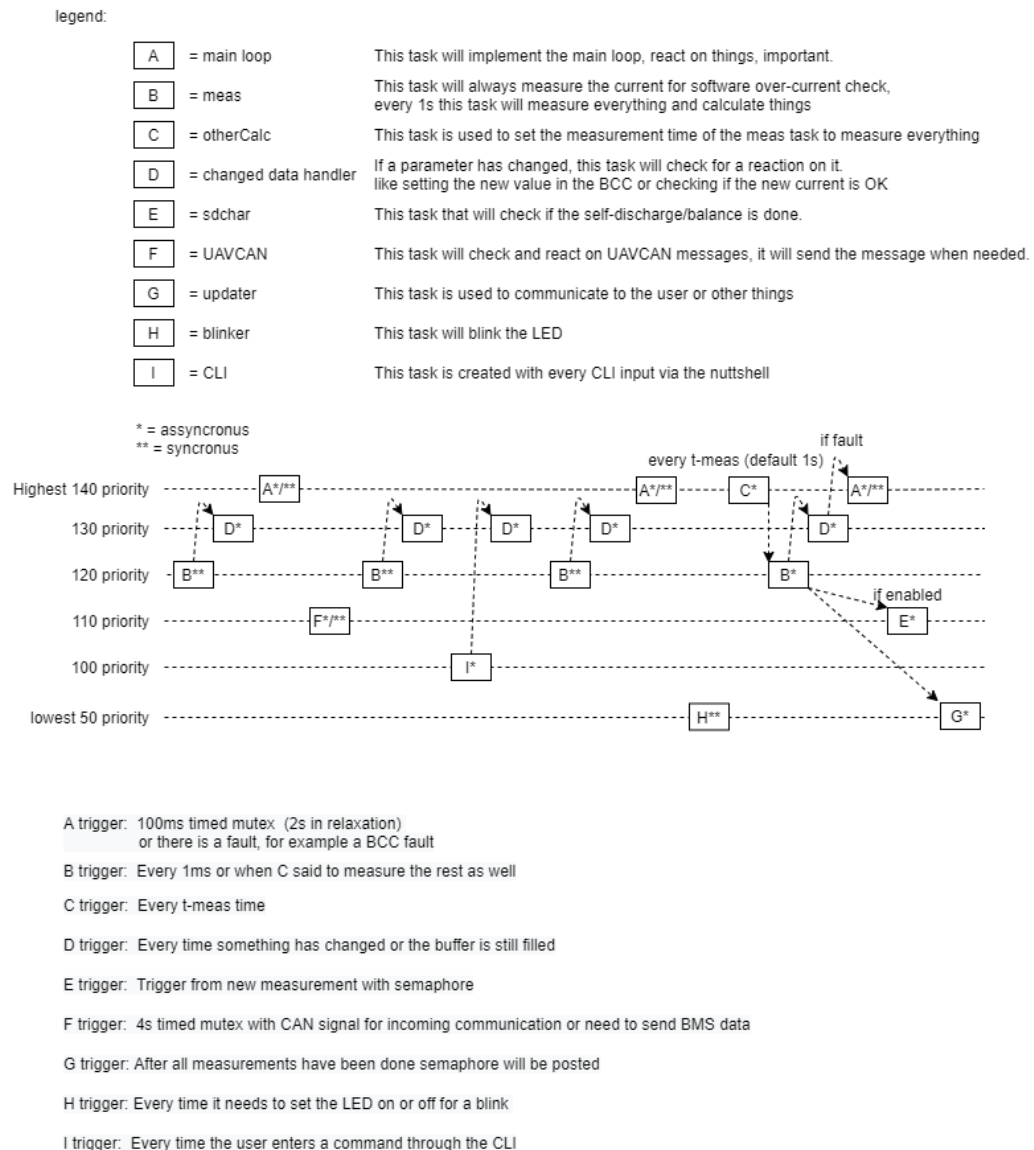 legend:
A = main loop This task will implement the main loop, react on things, important.
B = meas This task will always measure the current for software over-current check,
every 1s this task will measure everything and calculate things
C = otherCalc This task is used to set the measurement time of the meas task to measure everything
D = changed data handler If a parameter has changed, this task will check for a reaction on it.
like setting the new value in the BCC or checking if the new current is OK
E = sdchar This task that will check if the self-discharge/balance is done.
F = UAVCAN This task will check and react on UAVCAN messages, it will send the message when needed.
G = updater This task is used to communicate to the user or other things
H = blinker This task will blink the LED
I = CLI This task is created with every CLI input via the nuttshell
* = assyncronus
** = syncronus
if fault
every t-meas (default 1s)
Highest 140 priority A*/** A*/** C* A*/**
130 priority D* D* D* D* D*
120 priority B** B** B** B*
if enabled
110 priority F*/** E*
100 priority I*
lowest 50 priority H** G*
A trigger: 100ms timed mutex (2s in relaxation)
or there is a fault, for example a BCC fault
B trigger: Every 1ms or when C said to measure the rest as well
C trigger: Every t-meas time
D trigger: Every time something has changed or the buffer is still filled
E trigger: Trigger from new measurement with semaphore
F trigger: 4s timed mutex with CAN signal for incoming communication or need to send BMS data
G trigger: After all measurements have been done semaphore will be posted
H trigger: Every time it needs to set the LED on or off for a blink
I trigger: Every time the user enters a command through the CLI